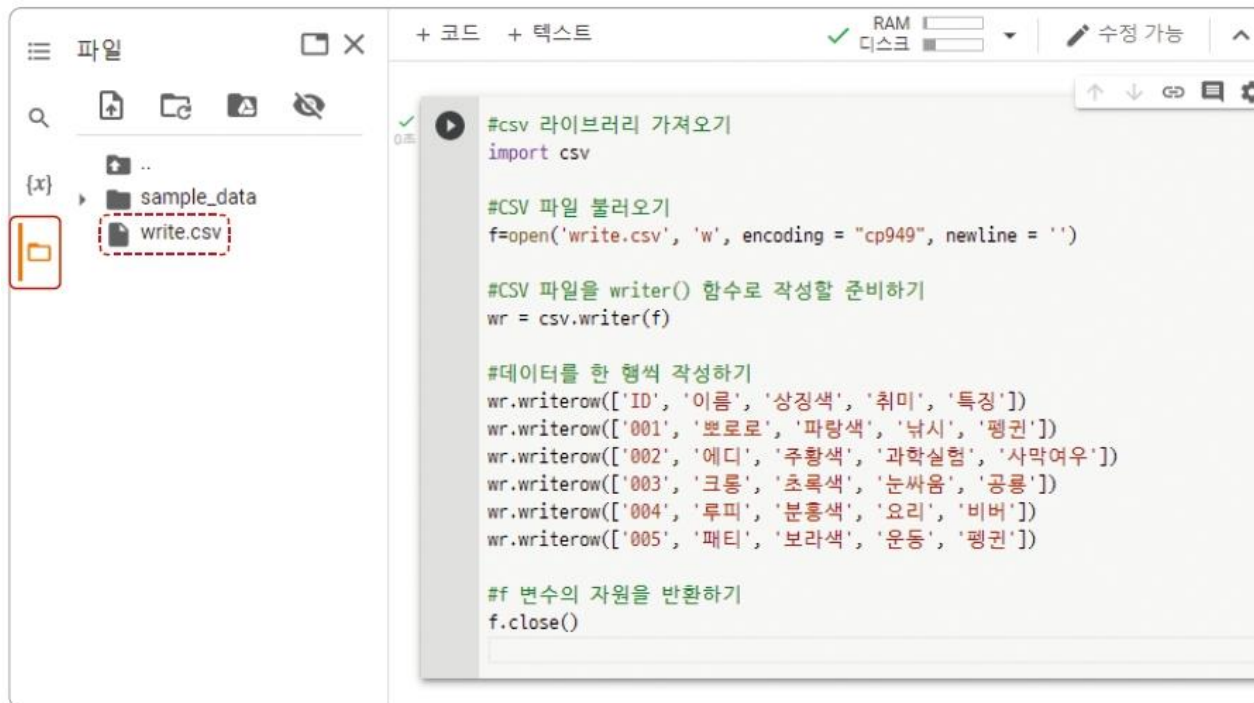 파일
+ 코드 + 텍스트
RAM
디스크
수정 가능
{x}
..
sample_data
write.csv
0초
#csv 라이브러리 가져오기
import csv
#CSV 파일 불러오기
f=open('write.csv', 'w', encoding = "cp949", newline = '')
#CSV 파일을 writer() 함수로 작성할 준비하기
wr = csv.writer(f)
#데이터를 한 행씩 작성하기
wr.writerow(['ID', '이름', '상징색', '취미', '특징'])
wr.writerow(['001', '뽀로로', '파랑색', '낚시', '펭귄'])
wr.writerow(['002', '에디', '주황색', '과학실험', '사막여우'])
wr.writerow(['003', '크롱', '초록색', '눈싸움', '공룡'])
wr.writerow(['004', '루피', '분홍색', '요리', '비버'])
wr.writerow(['005', '패티', '보라색', '운동', '펭귄'])
#f 변수의 자원을 반환하기
f.close()